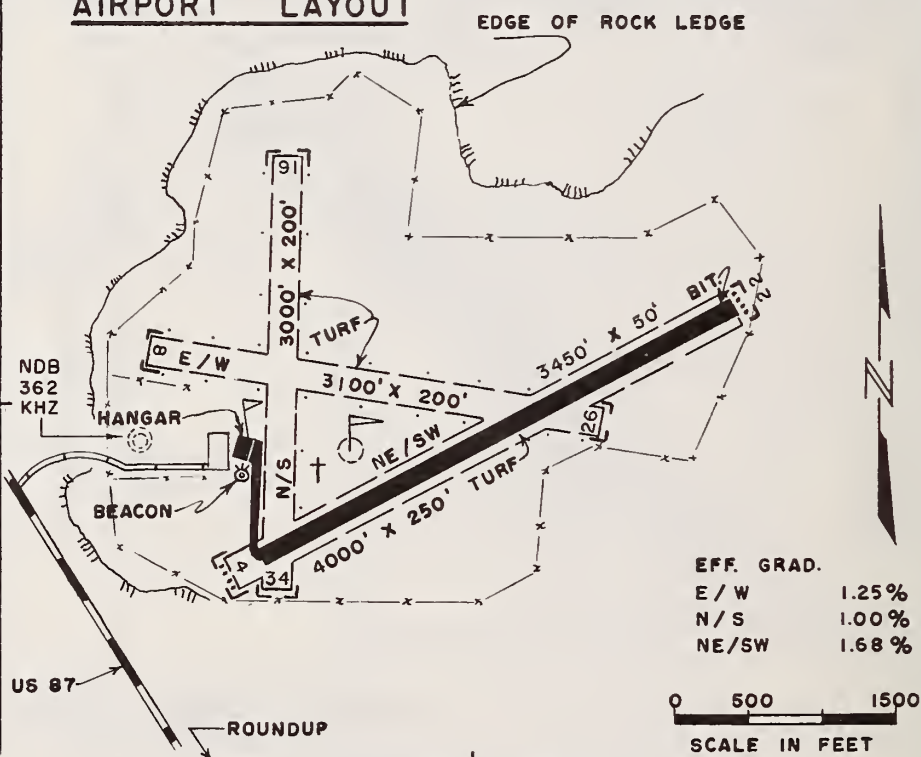 AIRPORT LAYOUT
EDGE OF ROCK LEDGE
16
3000' X 200'
TURF
BIT.
22
3450' X 50'
8 E/W
NDB
362
KHZ
3100' X 200'
HANGAR
26
NE/SW
N/S
TURF
BEACON
4000' X 250'
4
34
N
EFF. GRAD.
E/W 1.25%
N/S 1.00%
NE/SW 1.68%
US 87
0 500 1500
ROUNDUP
SCALE IN FEET